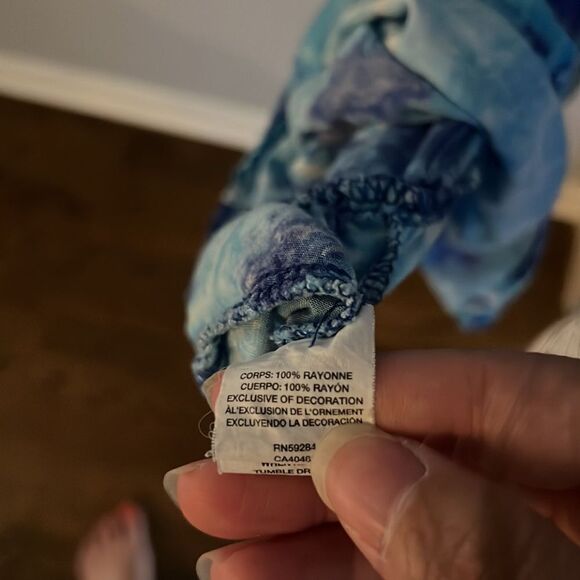 CORPS: 100% RAYONNE
CUERPO: 100% RAYÓN
EXCLUSIVE OF DECORATION
ÀL'EXCLUSION DE L'ORNEMENT
EXCLUYENDO LA DECORACIÓN
RN59284
CA4046
TUMBLE DR